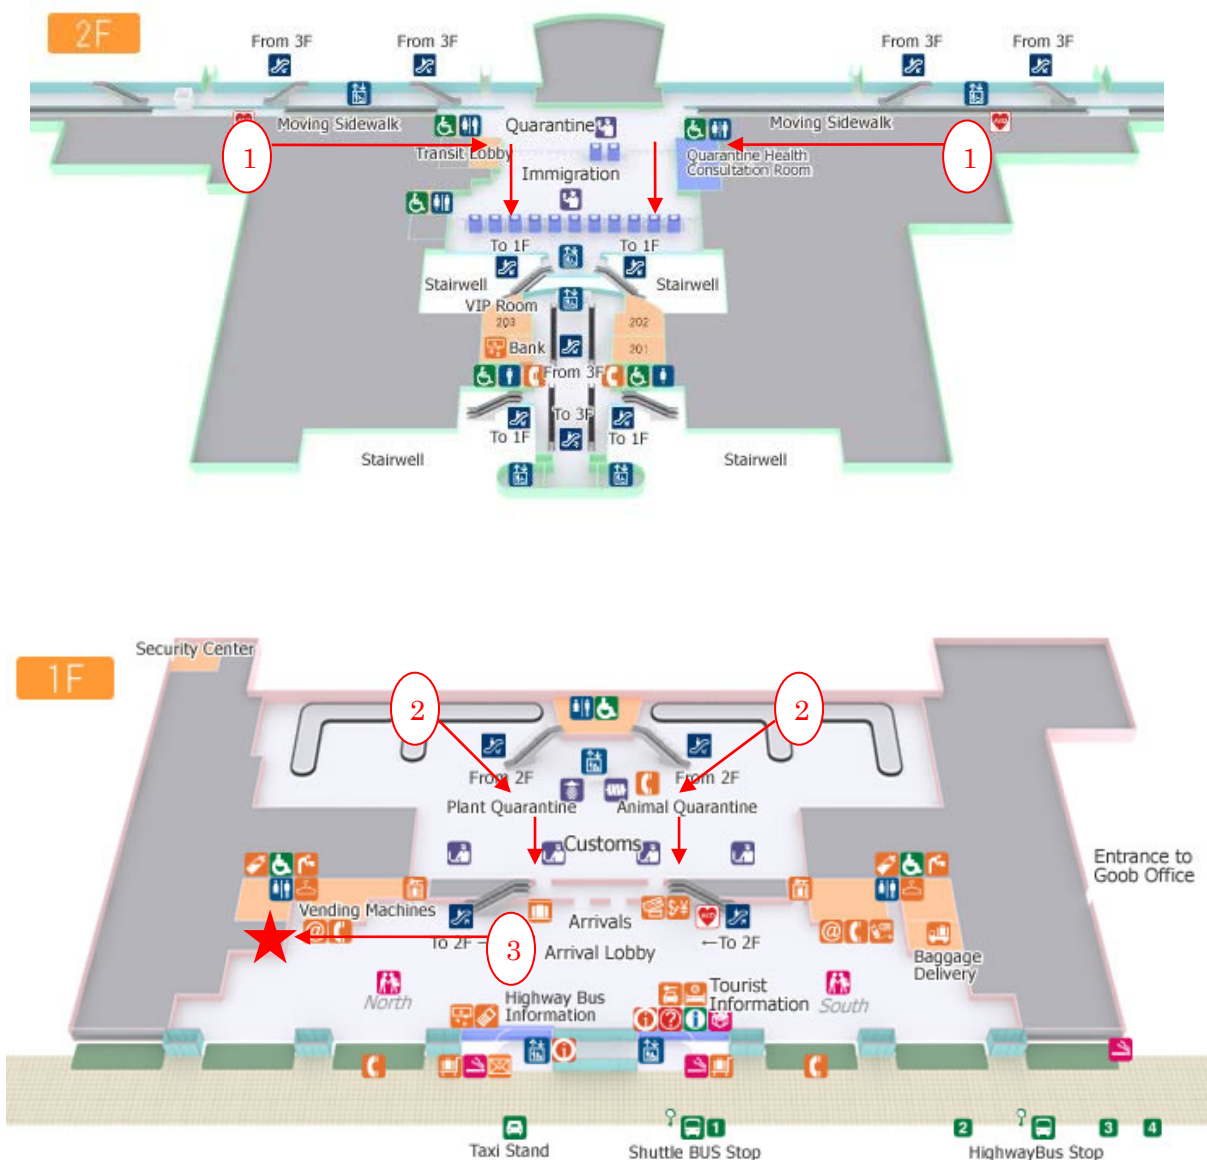 2F
From 3F
From 3F
From 3F
From 3F
Moving Sidewalk
Quarantine
Moving Sidewalk
AED
1
1
Transit Lobby
Quarantine Health
Consultation Room
Immigration
To 1F
To 1F
Stairwell
Stairwell
VIP Room
203
202
Bank
201
From 3F
To 3F
To 1F
To 1F
Stairwell
Stairwell
Security Center
1F
2
2
From 2F
From 2F
Plant Quarantine
Animal Quarantine
Customs
Entrance to
Goob Office
Vending Machines
Arrivals
AED
@
To 2F
←To 2F
@
3
Arrival Lobby
Baggage
Delivery
North
Highway Bus
Information
Tourist
Information
South
Taxi Stand
Shuttle BUS Stop
1
2
HighwayBus Stop
3
4